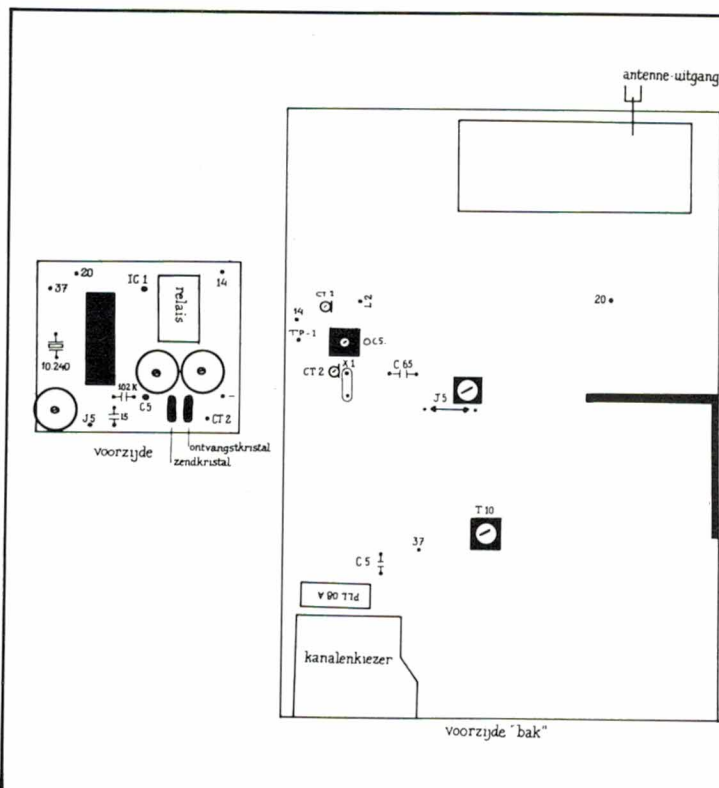 antenne-uitgang
20
37
IC 1
14
relais
10.240
102 K
C5
J5
15
CT 2
-
voorzijde
ontvangstkristal
zendkristal
CT 3
L2
14
TP-1
C5.
CT 2
X 1
C 65
J5
20
T 10
37
C 5
PLL 08 A
kanalenkiezer
voorzijde "bak"